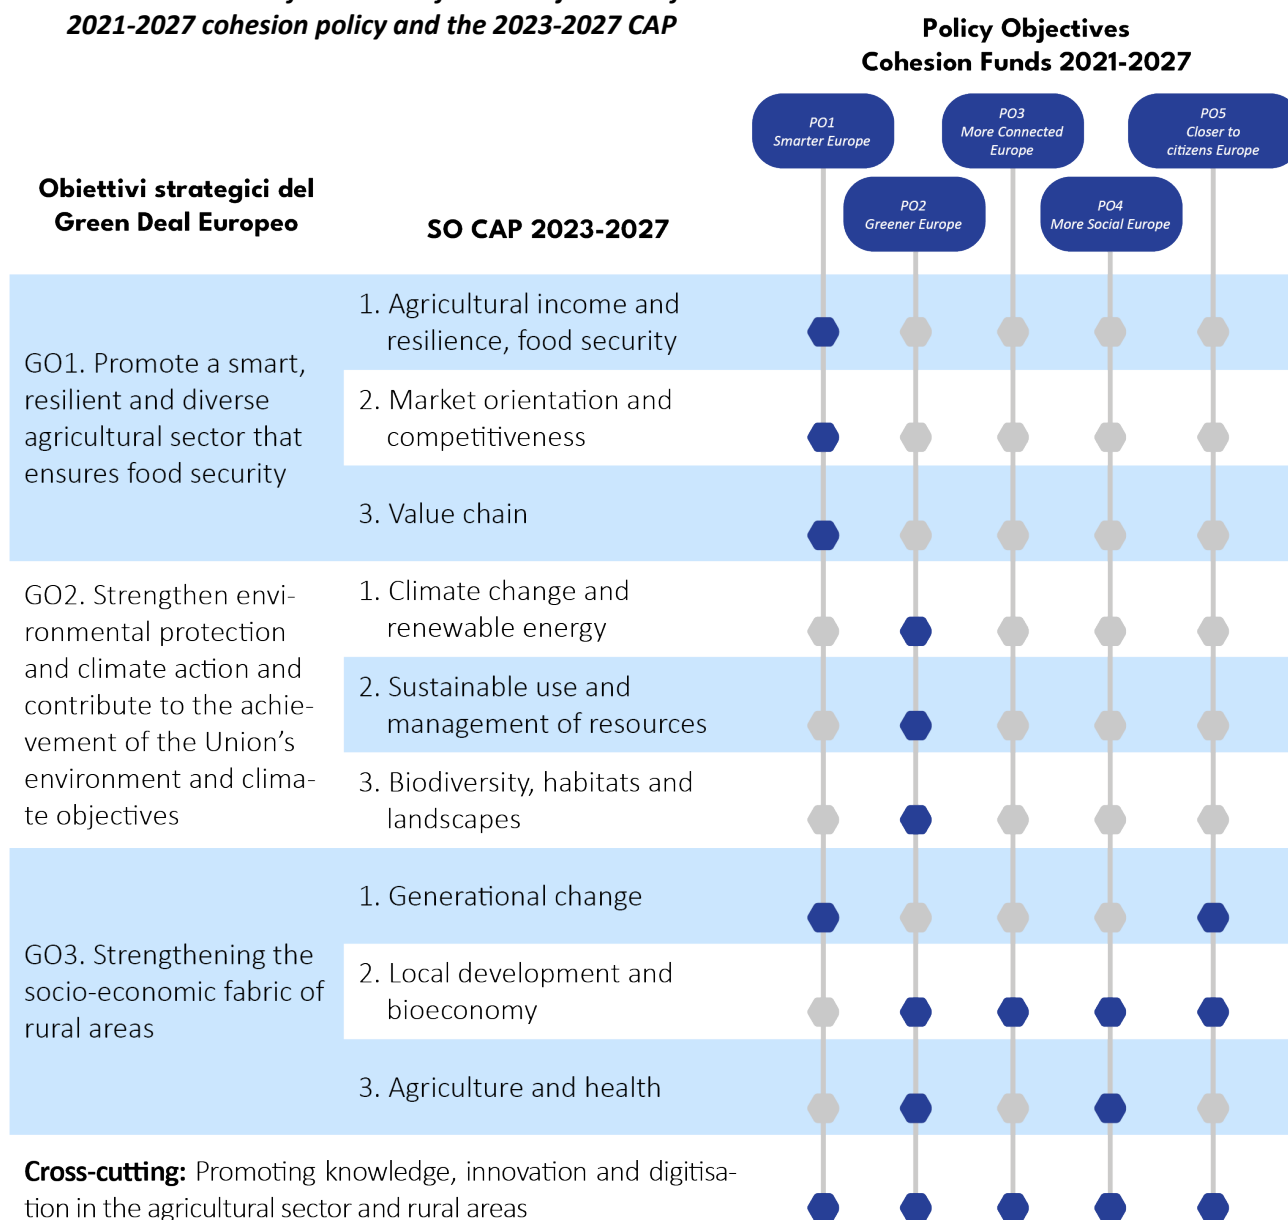 2021-2027 cohesion policy and the 2023-2027 CAP
Policy Objectives
Cohesion Funds 2021-2027
PO1
Smarter Europe
PO3
More Connected
Europe
PO5
Closer to
citizens Europe
PO2
Greener Europe
PO4
More Social Europe
Obiettivi strategici del
Green Deal Europeo
SO CAP 2023-2027
GO1. Promote a smart,
resilient and diverse
agricultural sector that
ensures food security
1. Agricultural income and
resilience, food security
2. Market orientation and
competitiveness
3. Value chain
GO2. Strengthen envi-
ronmental protection
and climate action and
contribute to the achie-
vement of the Union's
environment and clima-
te objectives
1. Climate change and
renewable energy
2. Sustainable use and
management of resources
3. Biodiversity, habitats and
landscapes
GO3. Strengthening the
socio-economic fabric of
rural areas
1. Generational change
2. Local development and
bioeconomy
3. Agriculture and health
Cross-cutting: Promoting knowledge, innovation and digitisa-
tion in the agricultural sector and rural areas